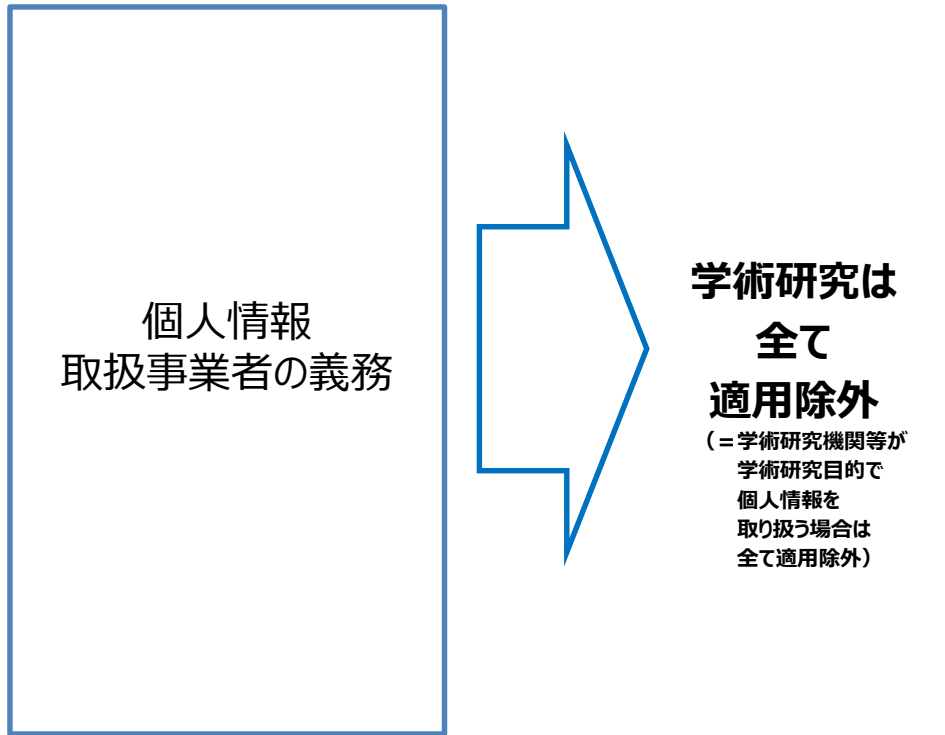 個人情報
取扱事業者の義務
学術研究は
全て
適用除外
（＝学術研究機関等が
学術研究目的で
個人情報を
取り扱う場合は
全て適用除外）